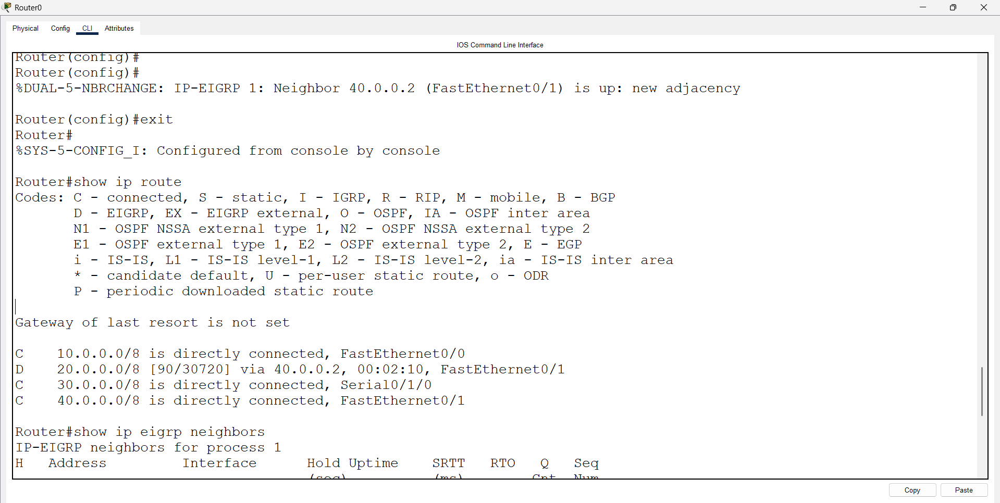 Router0
Physical Config CLI Attributes
IOS Command Line Interface
Router(config)#
Router(config)#
%DUAL-5-NBRCHANGE: IP-EIGRP 1: Neighbor 40.0.0.2 (FastEthernet0/1) is up: new adjacency
Router(config)#exit
Router#
%SYS-5-CONFIG_I: Configured from console by console
Router#show ip route
Codes: C - connected, S - static, I - IGRP, R - RIP, M - mobile, B - BGP
D - EIGRP, EX - EIGRP external, O - OSPF, IA - OSPF inter area
N1 - OSPF NSSA external type 1, N2 - OSPF NSSA external type 2
E1 - OSPF external type 1, E2 - OSPF external type 2, E - EGP
i - IS-IS, L1 - IS-IS level-1, L2 - IS-IS level-2, ia - IS-IS inter area
* - candidate default, U - per-user static route, o - ODR
P - periodic downloaded static route
Gateway of last resort is not set
C 10.0.0.0/8 is directly connected, FastEthernet0/0
D 20.0.0.0/8 [90/30720] via 40.0.0.2, 00:02:10, FastEthernet0/1
C 30.0.0.0/8 is directly connected, Serial0/1/0
C 40.0.0.0/8 is directly connected, FastEthernet0/1
Router#show ip eigrp neighbors
IP-EIGRP neighbors for process 1
H Address Interface Hold Uptime SRTT RTO Q Seq
(sec) (ms) Cnt Num
Copy Paste